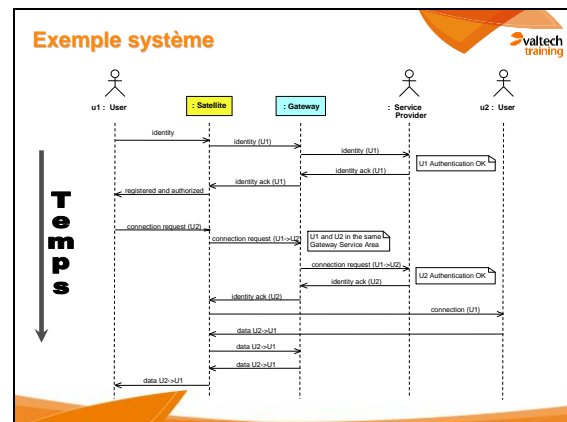 Exemple système
valtech
training
u1 : User
: Satellite
: Gateway
: Service
Provider
u2 : User
identity
identity (U1)
identity (U1)
U1 Authentication OK
identity ack (U1)
identity ack (U1)
registered and authorized
Temps
connection request (U2)
connection request (U1->U2)
U1 and U2 in the same
Gateway Service Area
connection request (U1->U2)
U2 Authentication OK
identity ack (U2)
identity ack (U2)
connection (U1)
data U2->U1
data U2->U1
data U2->U1
data U2->U1